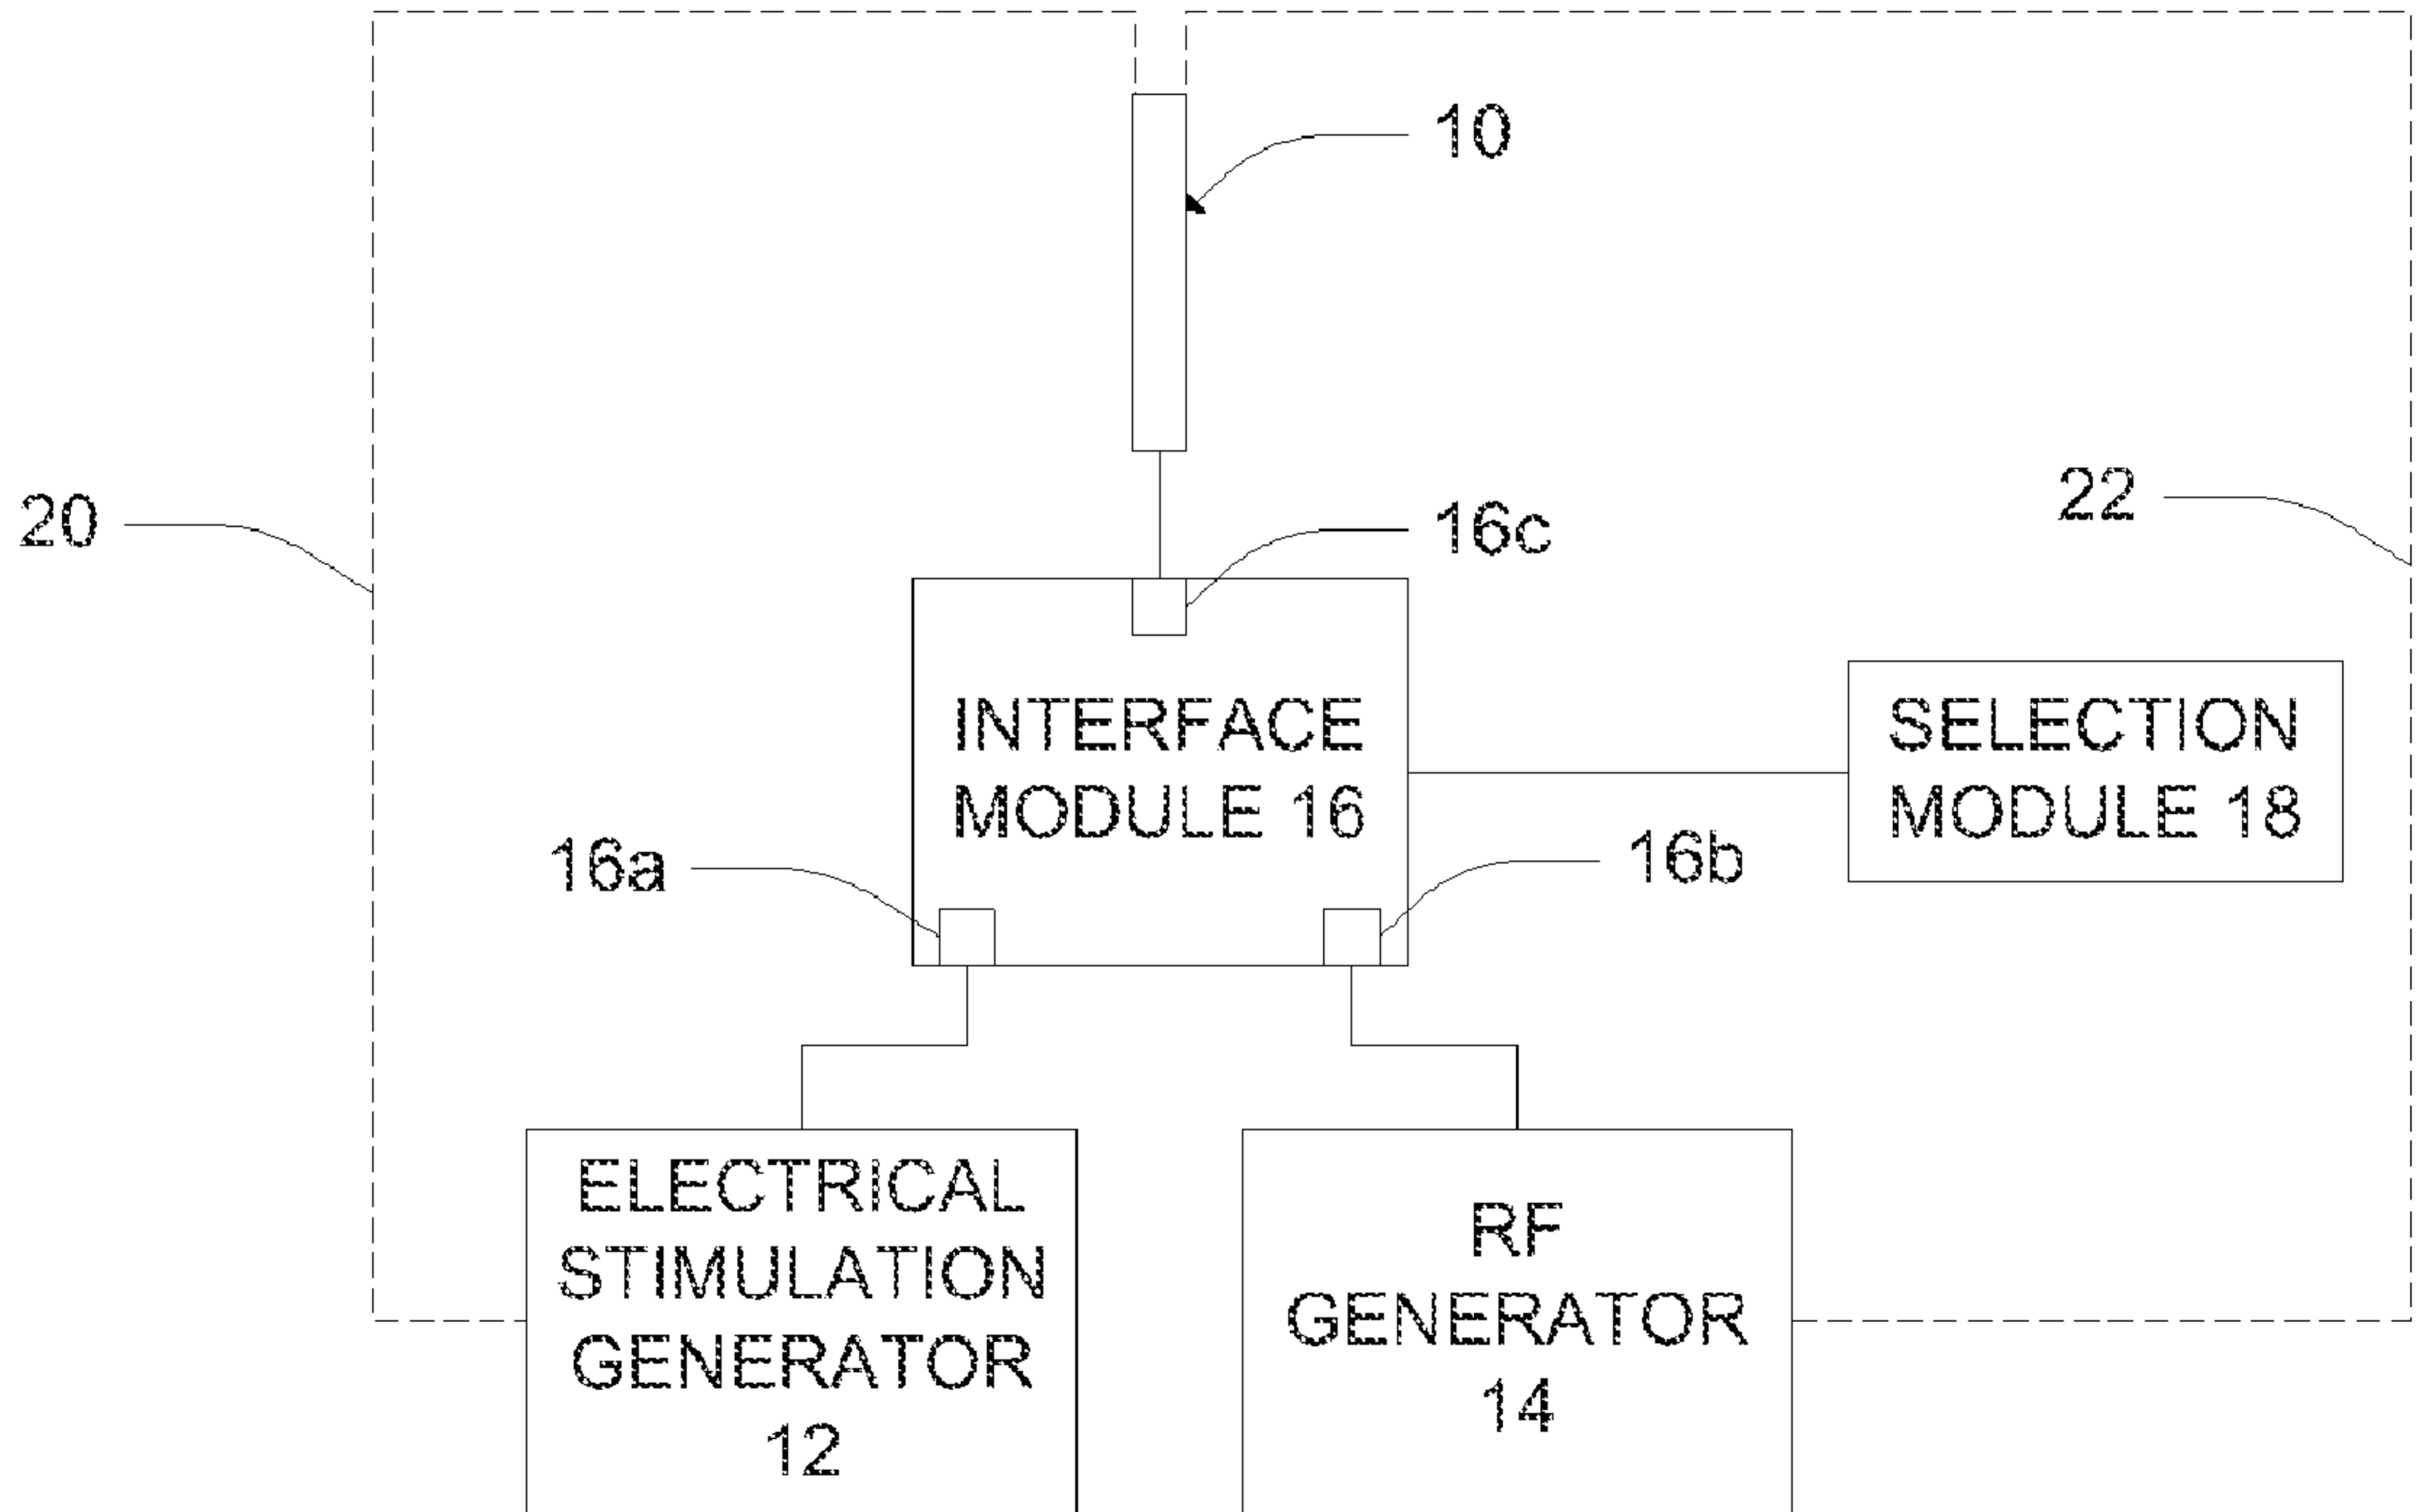 10
20
16c
22
INTERFACE
MODULE 16
SELECTION
MODULE 18
16a
16b
ELECTRICAL
STIMULATION
GENERATOR
12
RF
GENERATOR
14